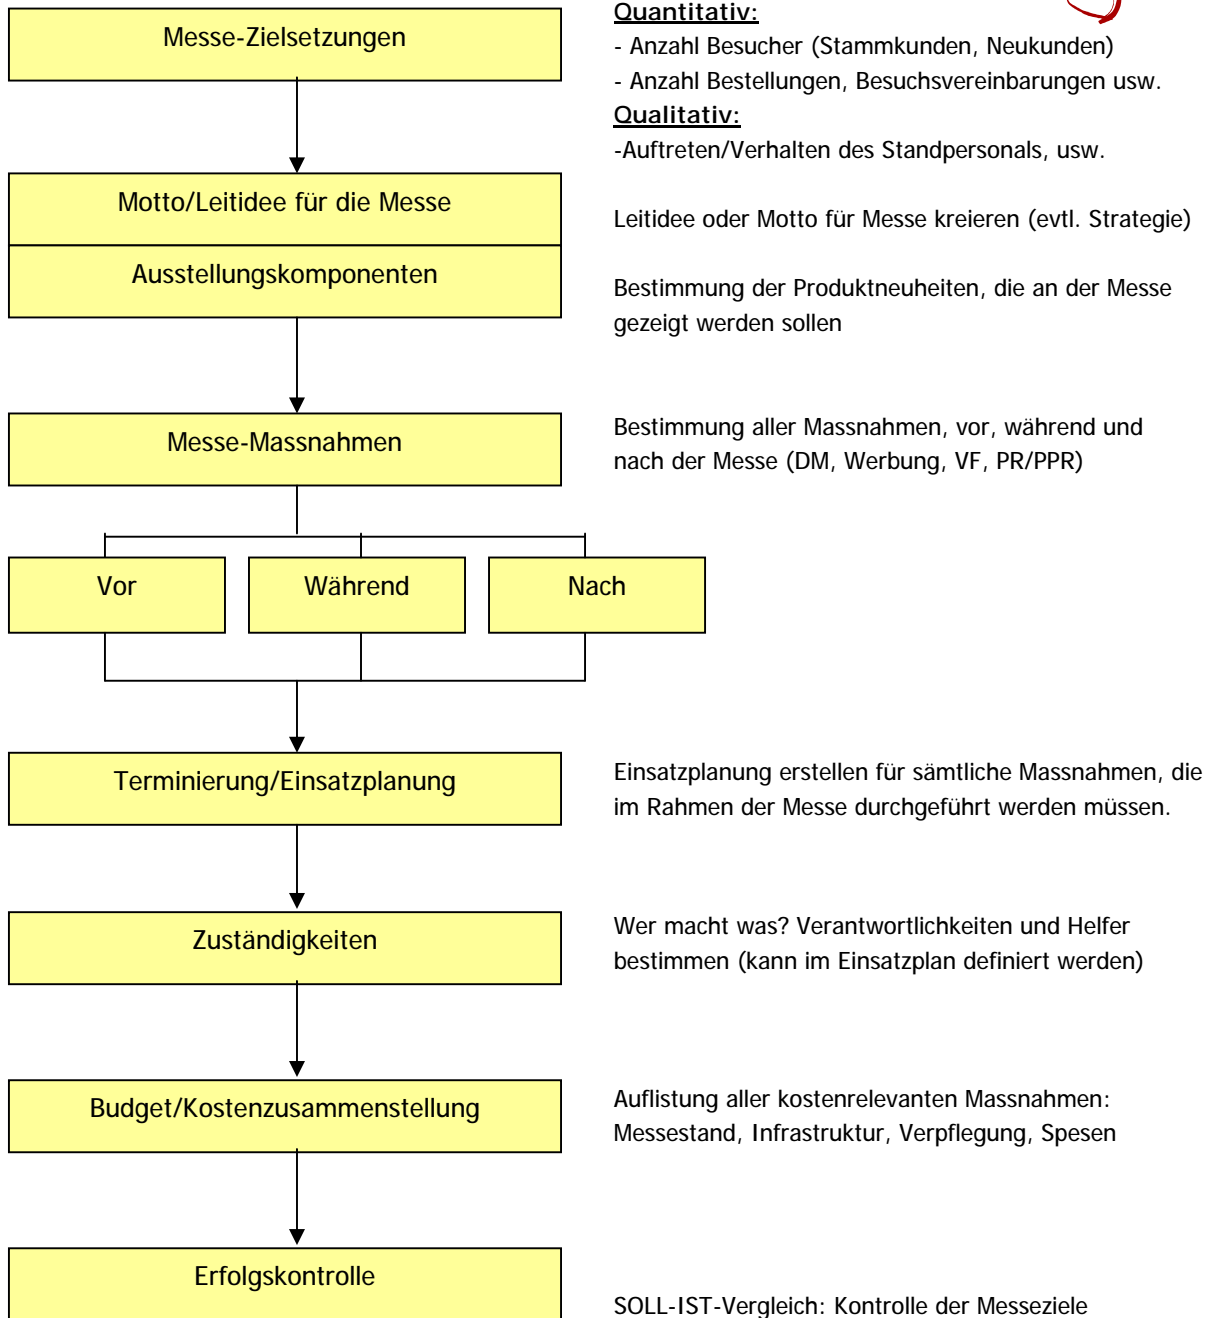 Messe-Zielsetzungen
Quantitativ:
- Anzahl Besucher (Stammkunden, Neukunden)
- Anzahl Bestellungen, Besuchsvereinbarungen usw.
Qualitativ:
-Auftreten/Verhalten des Standpersonals, usw.
Motto/Leitidee für die Messe
Leitidee oder Motto für Messe kreieren (evtl. Strategie)
Ausstellungskomponenten
Bestimmung der Produktneuheiten, die an der Messe
gezeigt werden sollen
Messe-Massnahmen
Bestimmung aller Massnahmen, vor, während und
nach der Messe (DM, Werbung, VF, PR/PPR)
Vor
Während
Nach
Terminierung/Einsatzplanung
Einsatzplanung erstellen für sämtliche Massnahmen, die
im Rahmen der Messe durchgeführt werden müssen.
Zuständigkeiten
Wer macht was? Verantwortlichkeiten und Helfer
bestimmen (kann im Einsatzplan definiert werden)
Budget/Kostenzusammenstellung
Auflistung aller kostenrelevanten Massnahmen:
Messestand, Infrastruktur, Verpflegung, Spesen
Erfolgskontrolle
SOLL-IST-Vergleich: Kontrolle der Messeziele